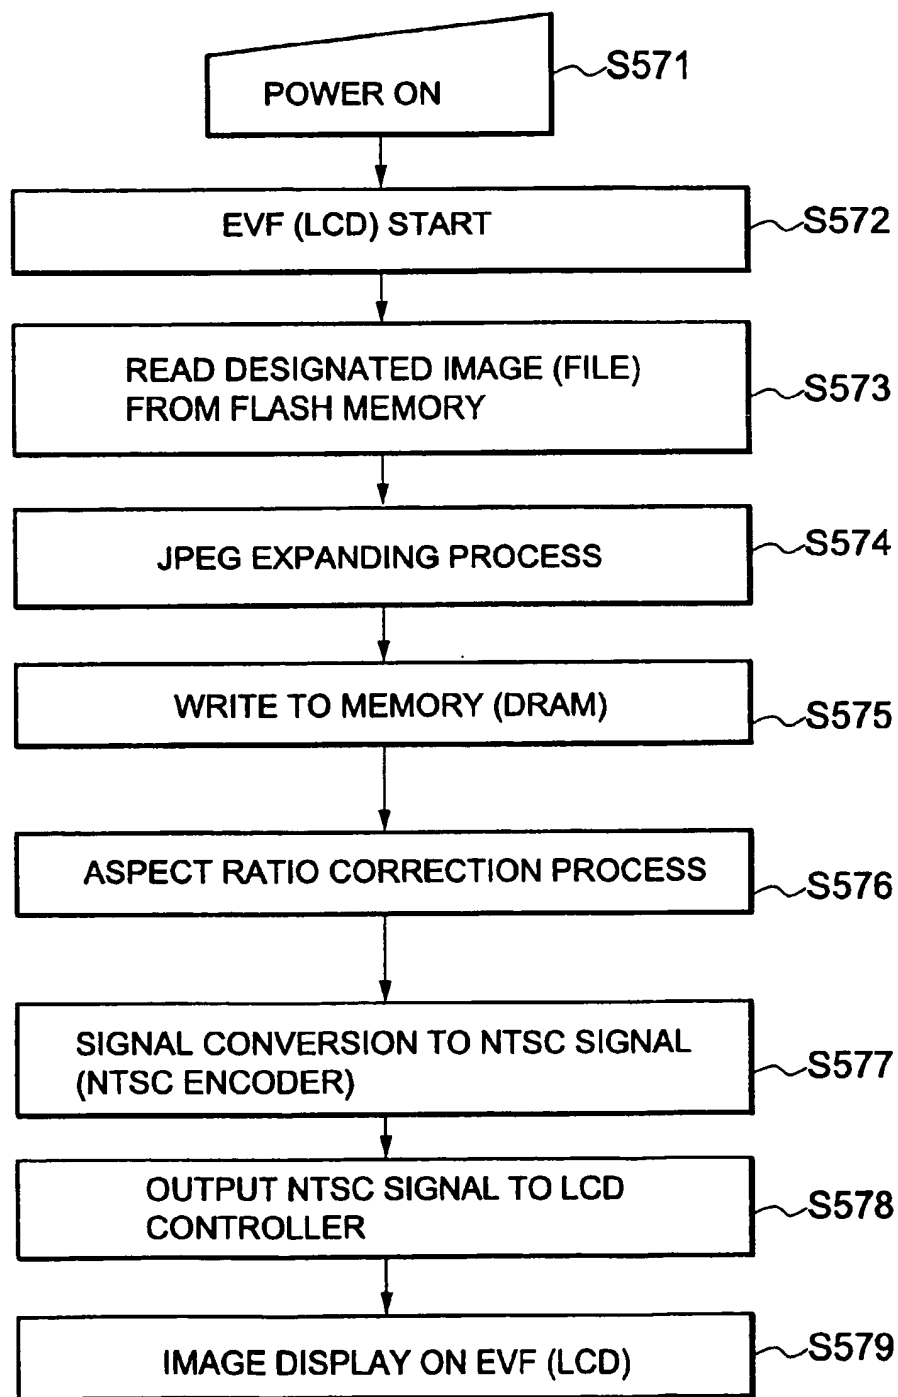 POWER ON
S571
EVF (LCD) START
S572
READ DESIGNATED IMAGE (FILE)
FROM FLASH MEMORY
S573
JPEG EXPANDING PROCESS
S574
WRITE TO MEMORY (DRAM)
S575
ASPECT RATIO CORRECTION PROCESS
S576
SIGNAL CONVERSION TO NTSC SIGNAL
(NTSC ENCODER)
S577
OUTPUT NTSC SIGNAL TO LCD
CONTROLLER
S578
IMAGE DISPLAY ON EVF (LCD)
S579